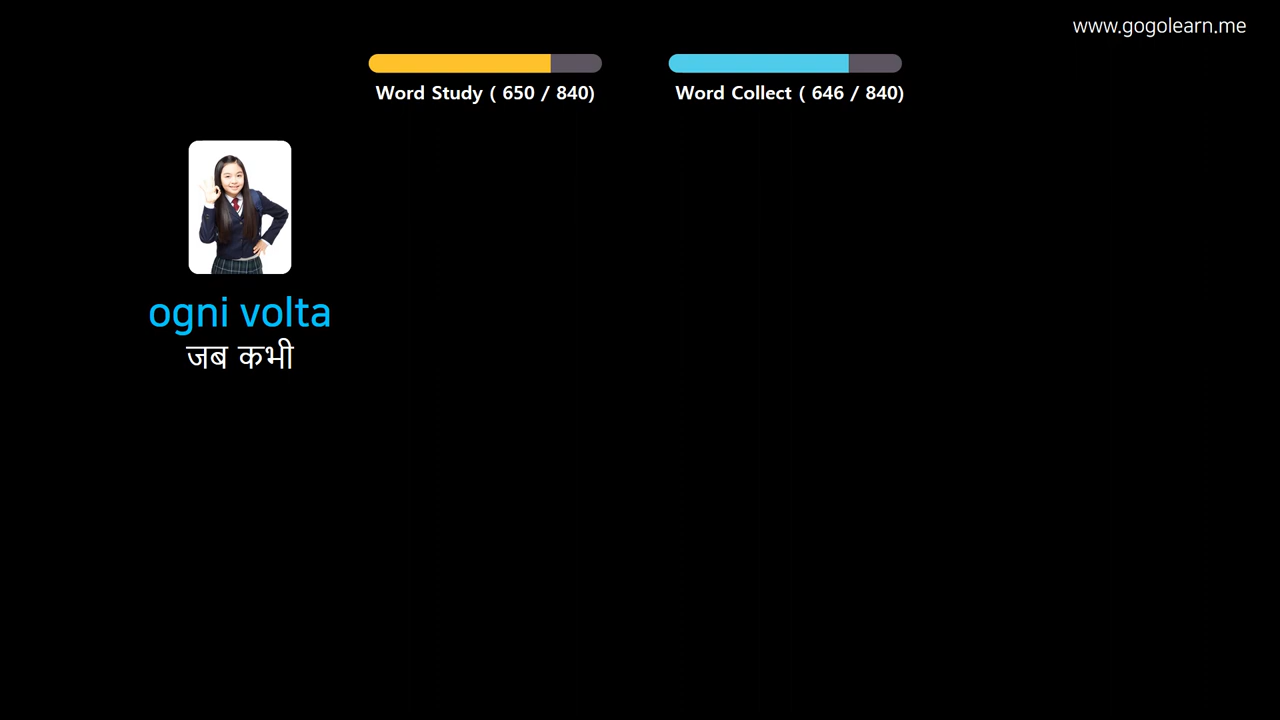 www.gogolearn.me
Word Study ( 650 / 840)
Word Collect ( 646 / 840)
ogni volta
जब कभी